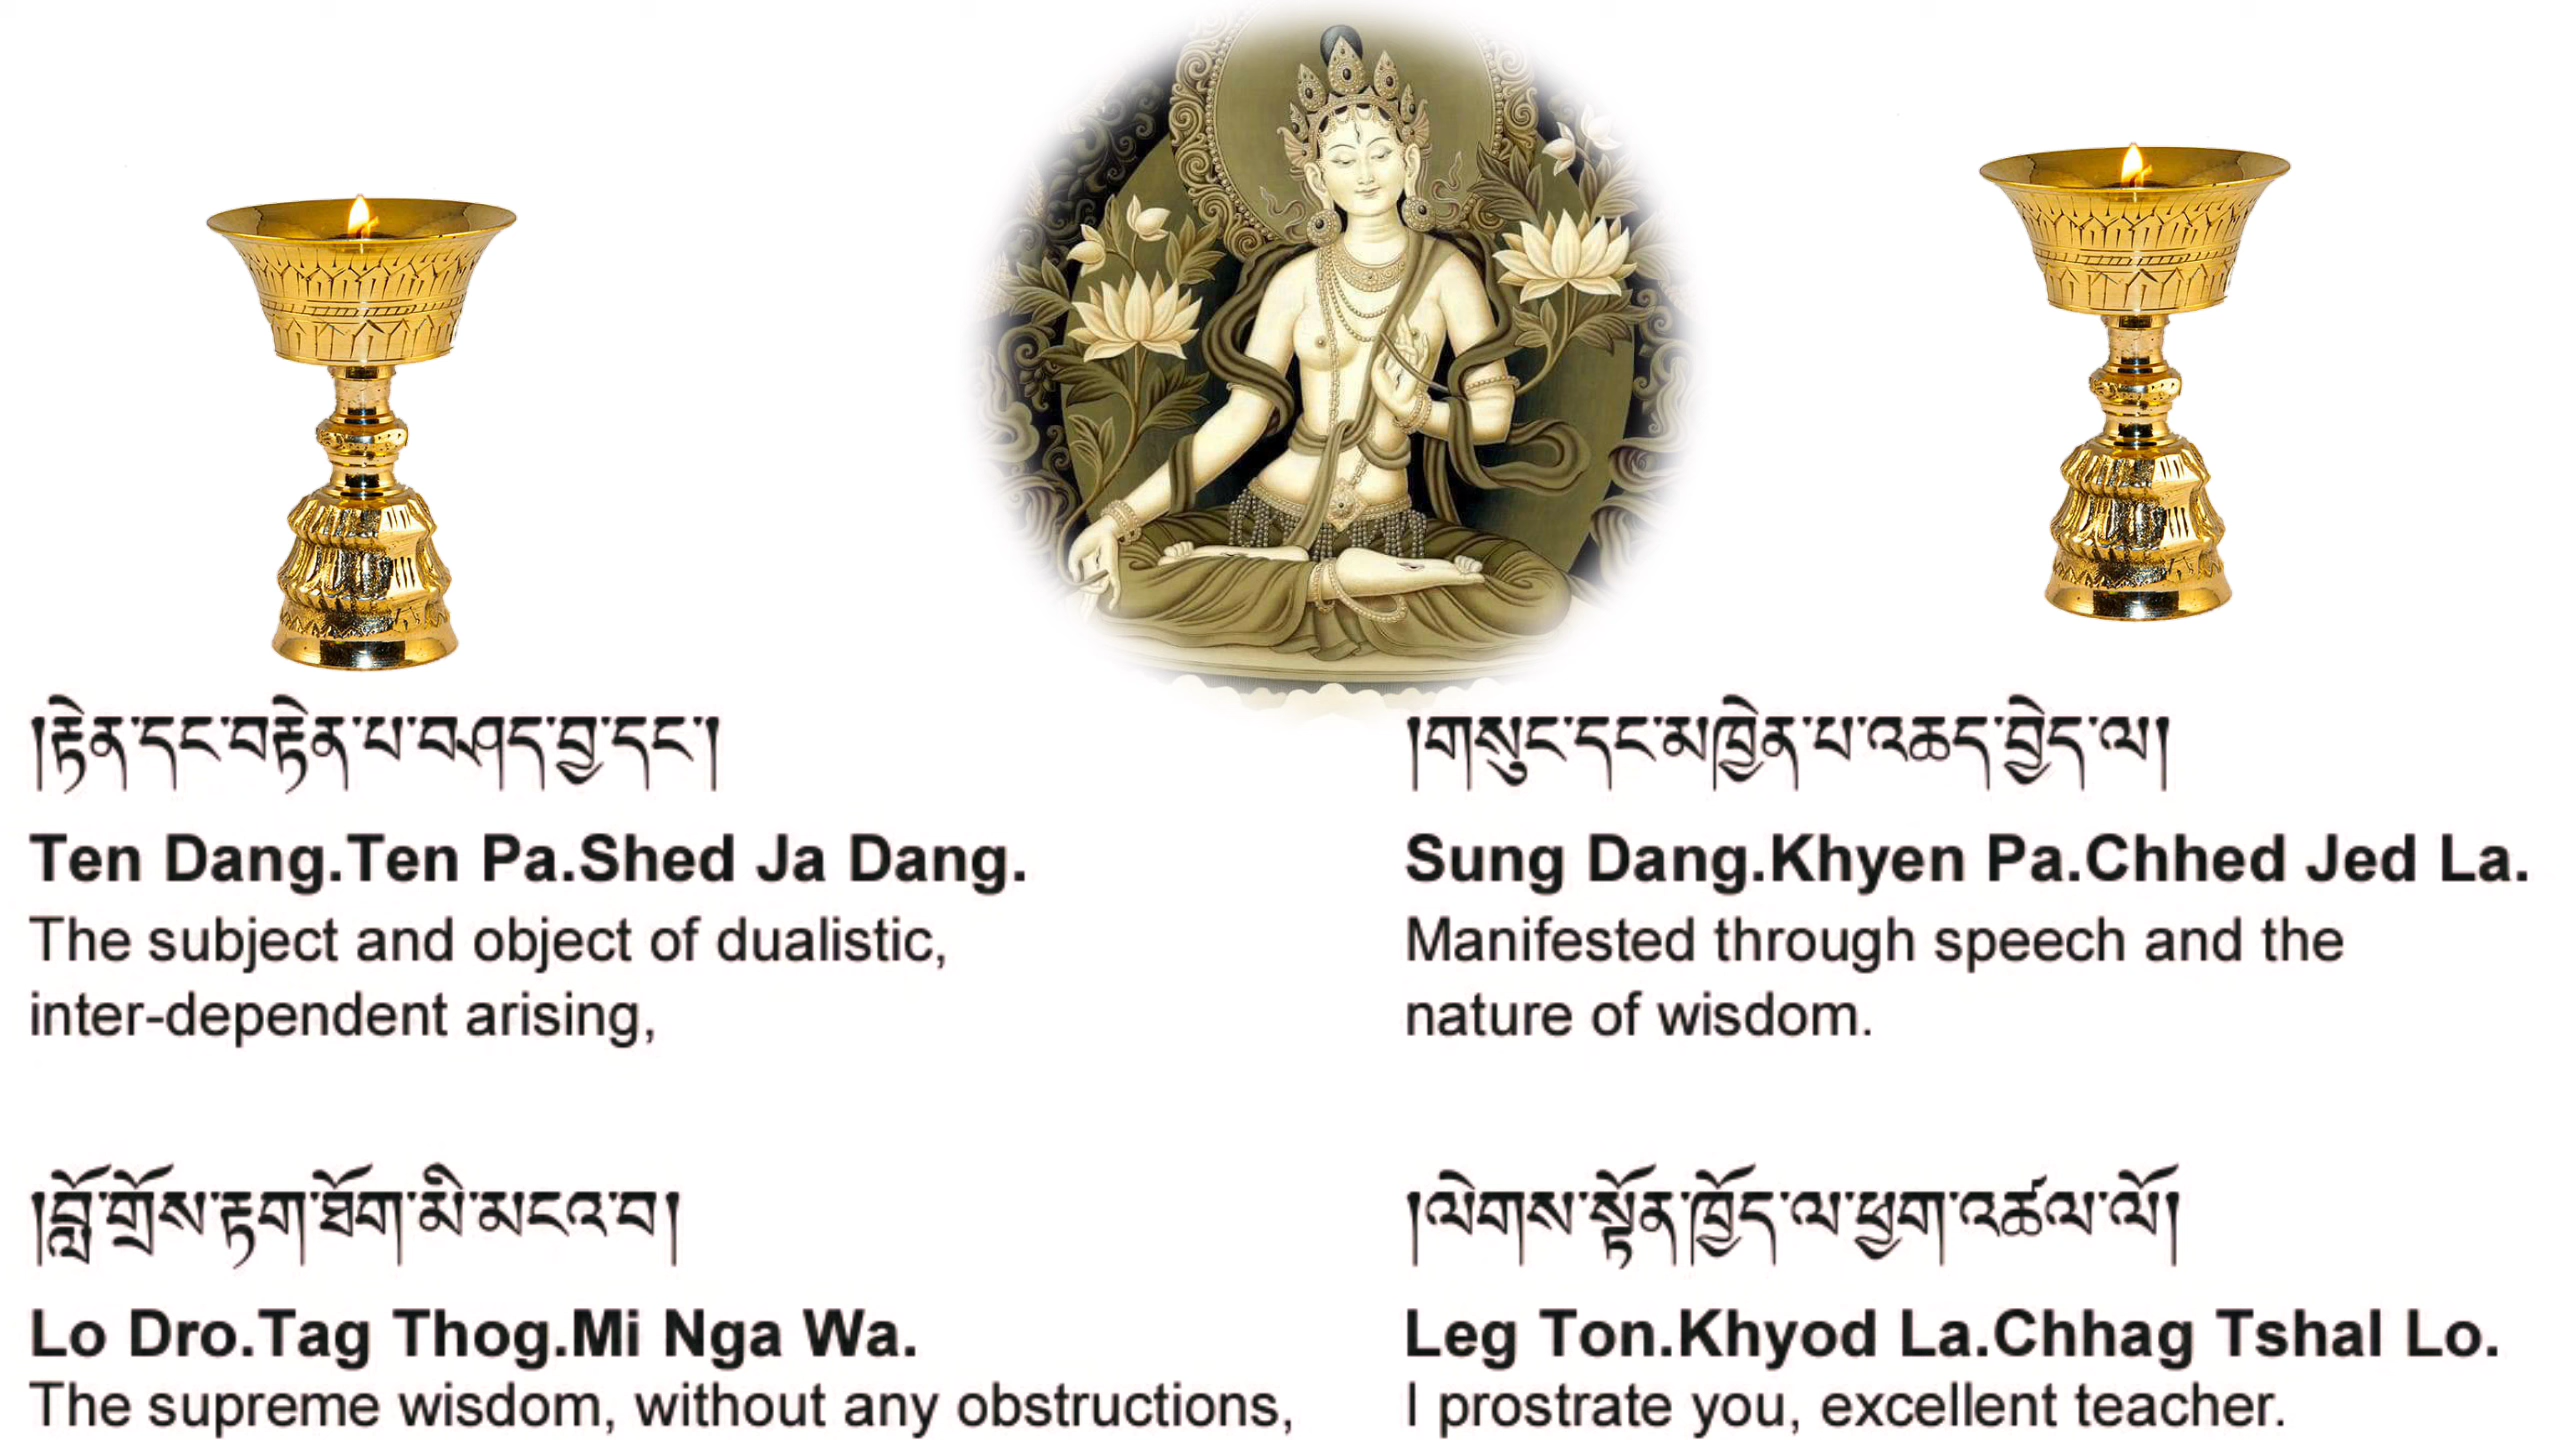 །རྟེན་དང་བརྟེན་པ་བཤད་བྱ་དང་།
Ten Dang.Ten Pa.Shed Ja Dang.
The subject and object of dualistic,
inter-dependent arising,
།གསུང་དང་མཁྱེན་པ་འཆད་བྱེད་ལ།
Sung Dang.Khyen Pa.Chhed Jed La.
Manifested through speech and the
nature of wisdom.
།བློ་གྲོས་རྟག་ཐོག་མི་མངའ་བ།
Lo Dro.Tag Thog.Mi Nga Wa.
The supreme wisdom, without any obstructions,
།ལེགས་སྟོན་ཁྱོད་ལ་ཕྱག་འཚལ་ལོ།
Leg Ton.Khyod La.Chhag Tshal Lo.
I prostrate you, excellent teacher.